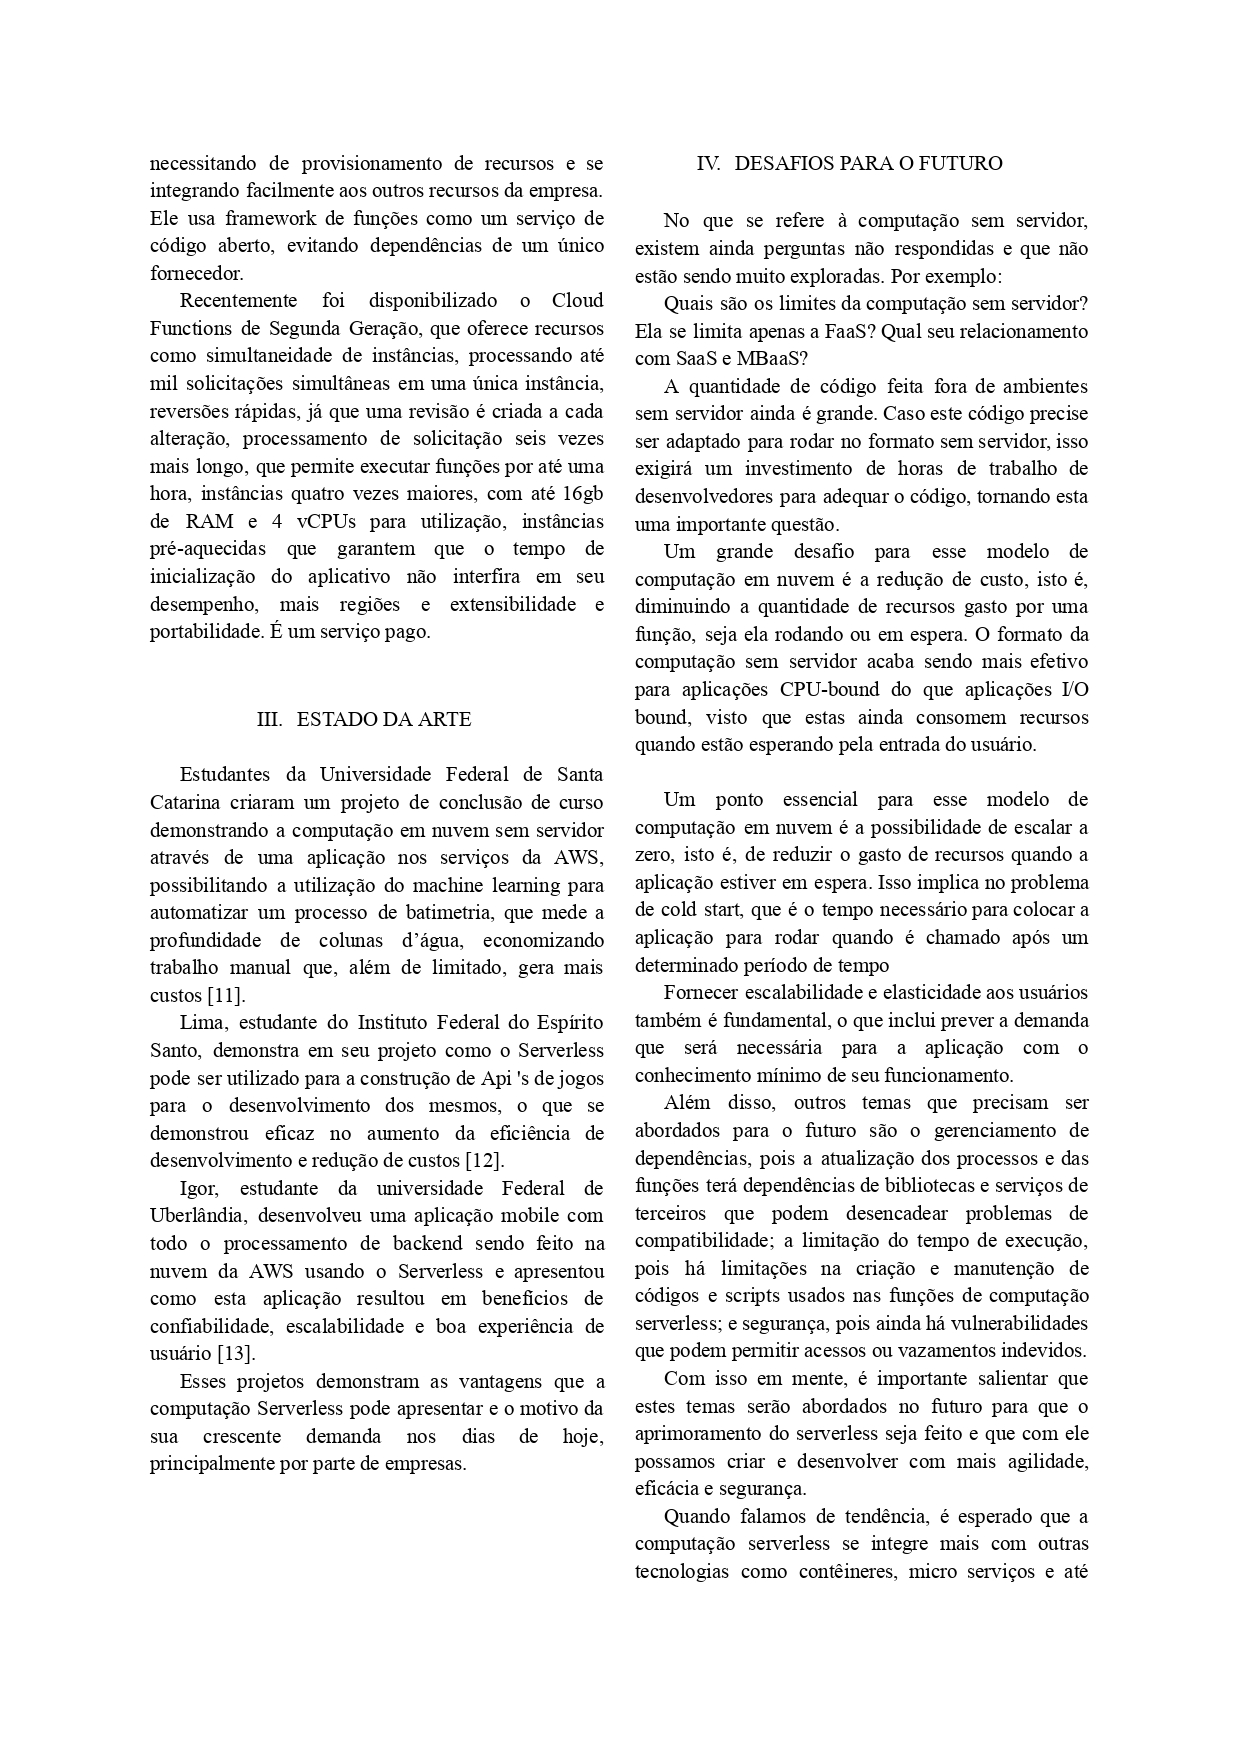 necessitando de provisionamento de recursos e se
integrando facilmente aos outros recursos da empresa.
Ele usa framework de funções como um serviço de
código aberto, evitando dependências de um único
fornecedor.
Recentemente foi disponibilizado o Cloud
Functions de Segunda Geração, que oferece recursos
como simultaneidade de instâncias, processando até
mil solicitações simultâneas em uma única instância,
reversões rápidas, já que uma revisão é criada a cada
alteração, processamento de solicitação seis vezes
mais longo, que permite executar funções por até uma
hora, instâncias quatro vezes maiores, com até 16gb
de RAM e 4 vCPUs para utilização, instâncias
pré-aquecidas que garantem que o tempo de
inicialização do aplicativo não interfira em seu
desempenho, mais regiões e extensibilidade e
portabilidade. É um serviço pago.
III. ESTADO DA ARTE
Estudantes da Universidade Federal de Santa
Catarina criaram um projeto de conclusão de curso
demonstrando a computação em nuvem sem servidor
através de uma aplicação nos serviços da AWS,
possibilitando a utilização do machine learning para
automatizar um processo de batimetria, que mede a
profundidade de colunas d’água, economizando
trabalho manual que, além de limitado, gera mais
custos [11].
Lima, estudante do Instituto Federal do Espírito
Santo, demonstra em seu projeto como o Serverless
pode ser utilizado para a construção de Api 's de jogos
para o desenvolvimento dos mesmos, o que se
demonstrou eficaz no aumento da eficiência de
desenvolvimento e redução de custos [12].
Igor, estudante da universidade Federal de
Uberlândia, desenvolveu uma aplicação mobile com
todo o processamento de backend sendo feito na
nuvem da AWS usando o Serverless e apresentou
como esta aplicação resultou em benefícios de
confiabilidade, escalabilidade e boa experiência de
usuário [13].
Esses projetos demonstram as vantagens que a
computação Serverless pode apresentar e o motivo da
sua crescente demanda nos dias de hoje,
principalmente por parte de empresas.
IV. DESAFIOS PARA O FUTURO
No que se refere à computação sem servidor,
existem ainda perguntas não respondidas e que não
estão sendo muito exploradas. Por exemplo:
Quais são os limites da computação sem servidor?
Ela se limita apenas a FaaS? Qual seu relacionamento
com SaaS e MBaaS?
A quantidade de código feita fora de ambientes
sem servidor ainda é grande. Caso este código precise
ser adaptado para rodar no formato sem servidor, isso
exigirá um investimento de horas de trabalho de
desenvolvedores para adequar o código, tornando esta
uma importante questão.
Um grande desafio para esse modelo de
computação em nuvem é a redução de custo, isto é,
diminuindo a quantidade de recursos gasto por uma
função, seja ela rodando ou em espera. O formato da
computação sem servidor acaba sendo mais efetivo
para aplicações CPU-bound do que aplicações I/O
bound, visto que estas ainda consomem recursos
quando estão esperando pela entrada do usuário.
Um ponto essencial para esse modelo de
computação em nuvem é a possibilidade de escalar a
zero, isto é, de reduzir o gasto de recursos quando a
aplicação estiver em espera. Isso implica no problema
de cold start, que é o tempo necessário para colocar a
aplicação para rodar quando é chamado após um
determinado período de tempo
Fornecer escalabilidade e elasticidade aos usuários
também é fundamental, o que inclui prever a demanda
que será necessária para a aplicação com o
conhecimento mínimo de seu funcionamento.
Além disso, outros temas que precisam ser
abordados para o futuro são o gerenciamento de
dependências, pois a atualização dos processos e das
funções terá dependências de bibliotecas e serviços de
terceiros que podem desencadear problemas de
compatibilidade; a limitação do tempo de execução,
pois há limitações na criação e manutenção de
códigos e scripts usados nas funções de computação
serverless; e segurança, pois ainda há vulnerabilidades
que podem permitir acessos ou vazamentos indevidos.
Com isso em mente, é importante salientar que
estes temas serão abordados no futuro para que o
aprimoramento do serverless seja feito e que com ele
possamos criar e desenvolver com mais agilidade,
eficácia e segurança.
Quando falamos de tendência, é esperado que a
computação serverless se integre mais com outras
tecnologias como contêineres, micro serviços e até